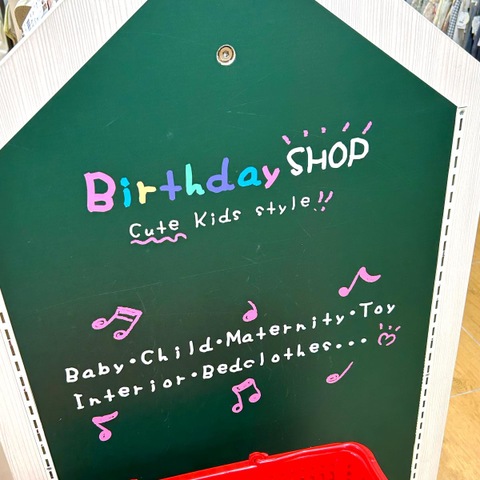 Birthday SHOP
Cute Kids style!!
Baby・Child・Maternity・Toy
Interior・Bedclothes...